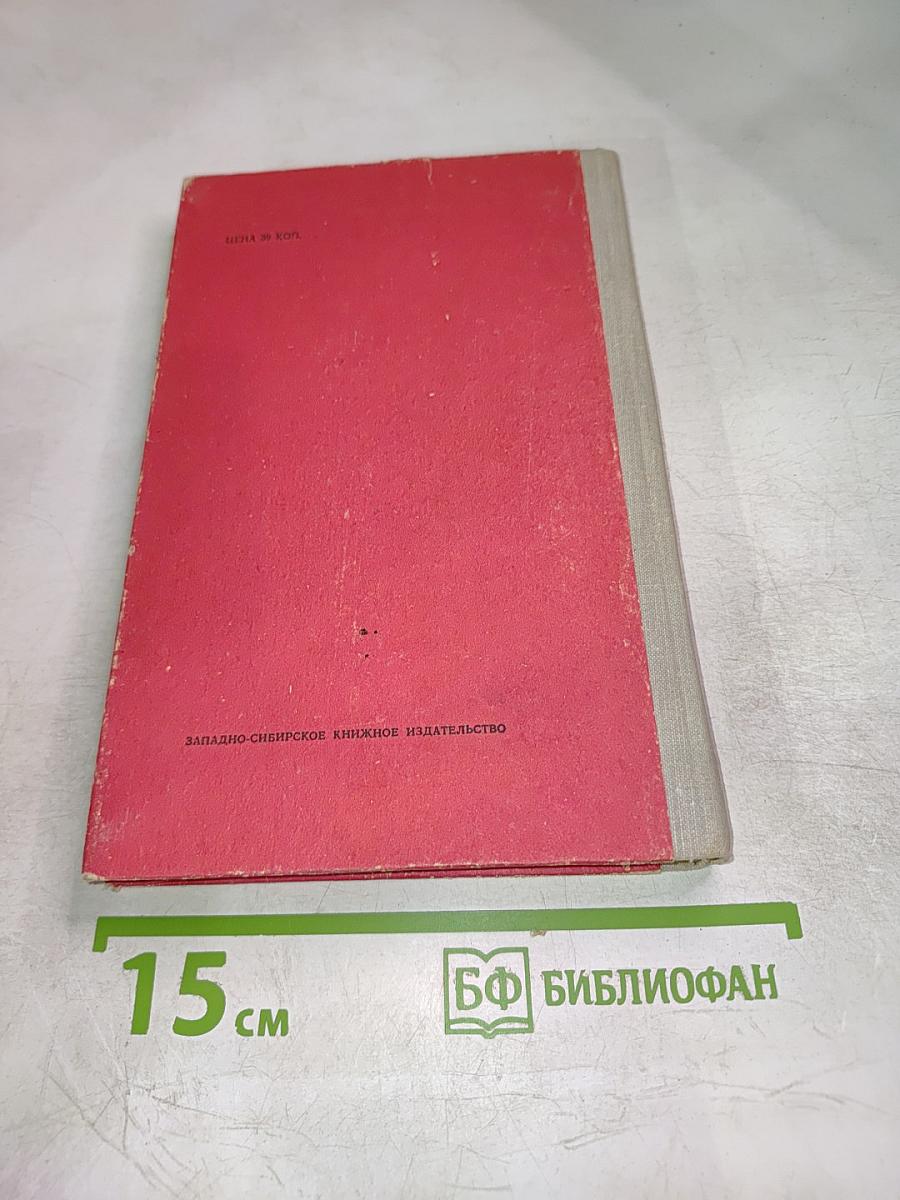 ЦЕНА 39 КОП.
ЗАПАДНО-СИБИРСКОЕ КНИЖНОЕ ИЗДАТЕЛЬСТВО
15 см
БФ БИБЛИОФАН